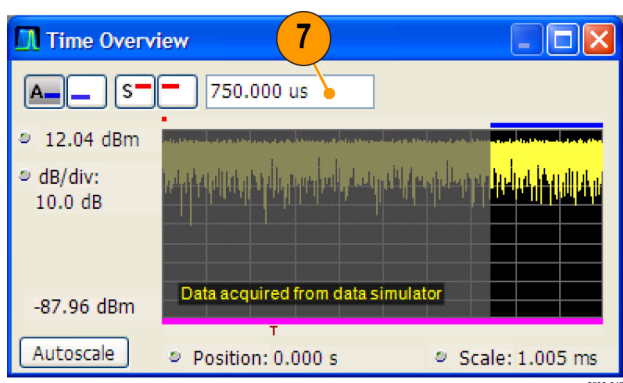 Time Overview
7
A
S
750.000 us
12.04 dBm
dB/div:
10.0 dB
Data acquired from data simulator
-87.96 dBm
T
Autoscale
Position: 0.000 s
Scale: 1.005 ms